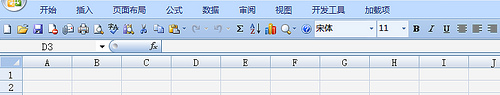 开始 插入 页面布局 公式 数据 审阅 视图 开发工具 加载项
Σ 宋体 11 B I U
D3 fx
A B C D E F G H I J
1
2